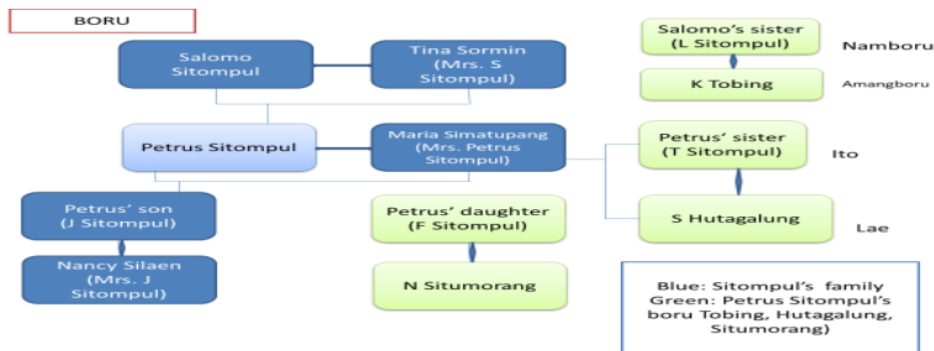 BORU
Salomo
Sitompul
Tina Sormin
(Mrs. S
Sitompul)
Salomo's sister
(L Sitompul)
Namboru
K Tobing
Amangboru
Petrus Sitompul
Maria Simatupang
(Mrs. Petrus
Sitompul)
Petrus' sister
(T Sitompul)
Ito
Petrus' son
(J Sitompul)
Petrus' daughter
(F Sitompul)
S Hutagalung
Lae
Nancy Silaen
(Mrs. J
Sitompul)
N Situmorang
Blue: Sitompul's family
Green: Petrus Sitompul's
boru Tobing, Hutagalung,
Situmorang)